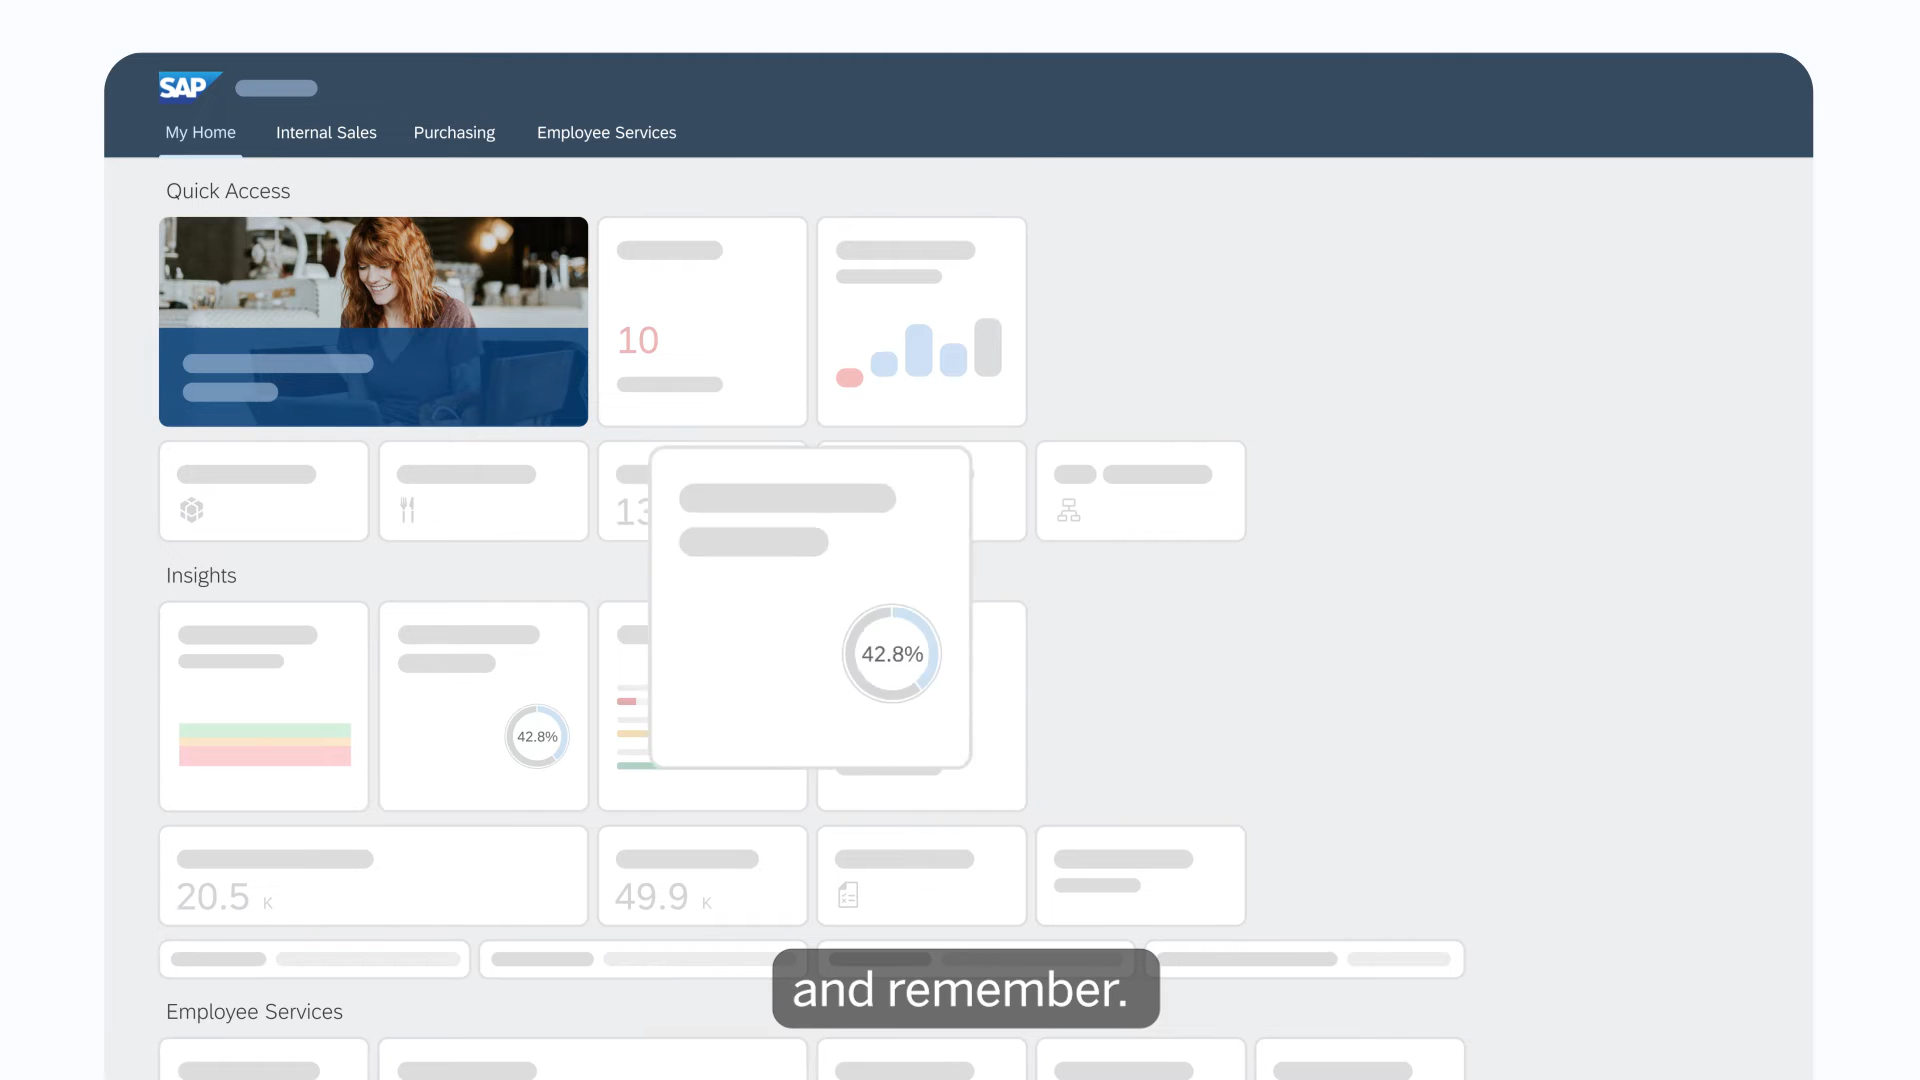 SAP
My Home Internal Sales Purchasing Employee Services
Quick Access
10
13
Insights
42.8%
42.8%
20.5 K
49.9 K
and remember.
Employee Services